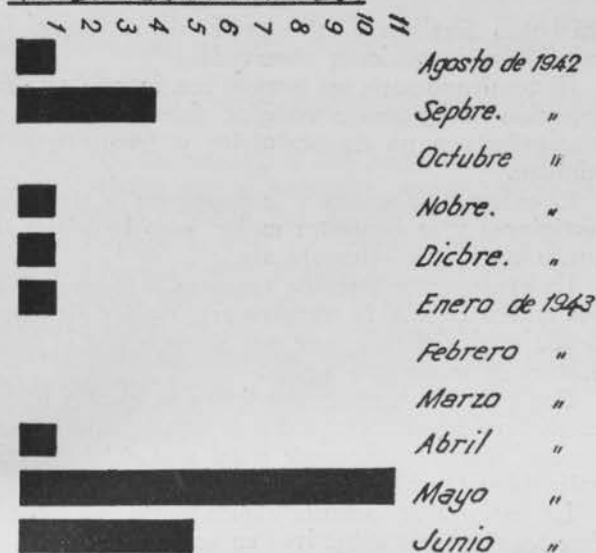 1 2 3 4 5 6 7 8 9 10 11
Agosto de 1942
Sepbre. "
Octubre "
Nobre. "
Dicbre. "
Enero de 1943
Febrero "
Marzo "
Abril "
Mayo "
Junio "